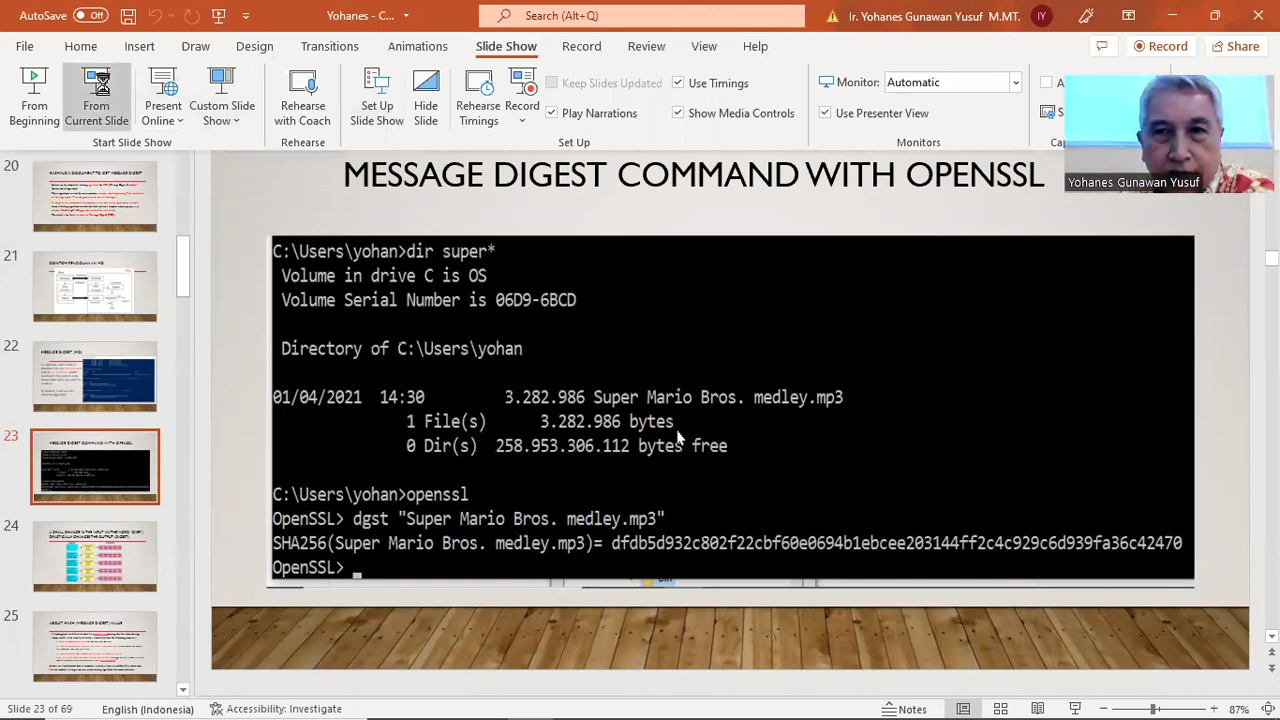 AutoSave Off Yohanes - C... Search (Alt+Q) Ir. Yohanes Gunawan Yusuf M.MT. IY
File Home Insert Draw Design Transitions Animations Slide Show Record Review View Help Record Share
From Beginning
From Current Slide
Present Online
Custom Slide Show
Rehearse with Coach
Set Up Slide Show
Hide Slide
Rehearse Timings
Record
Keep Slides Updated
Use Timings
Play Narrations
Show Media Controls
Monitor: Automatic
Use Presenter View
Start Slide Show Rehearse Set Up Monitors
Yohanes Gunawan Yusuf
20
21
22
23
24
25
MESSAGE DIGEST COMMAND WITH OPENSSL
C:\Users\yohan>dir super*
Volume in drive C is OS
Volume Serial Number is 06D9-6BCD
Directory of C:\Users\yohan
01/04/2021 14:30 3.282.986 Super Mario Bros. medley.mp3
1 File(s) 3.282.986 bytes
0 Dir(s) bytes free
C:\Users\yohan>openssl
OpenSSL> dgst "Super Mario Bros. medley.mp3"
SHA256(Super Mario Bros. medley.mp3)=
OpenSSL>
Slide 23 of 69 English (Indonesia) Accessibility: Investigate Notes 87%